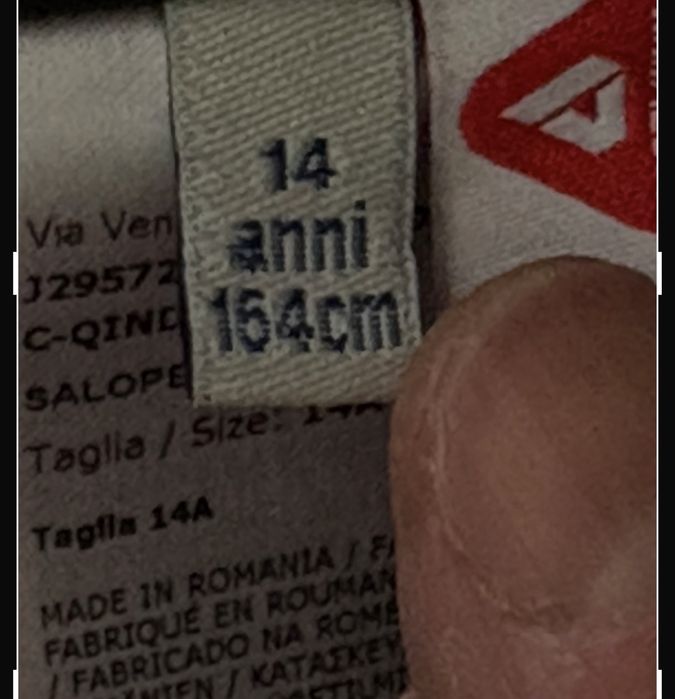 14
anni
164cm
Via Ven
J29572
C-QIND
SALOPE
Taglia / Size: 14A
Taglia 14A
MADE IN ROMANIA /
FABRIQUÉ EN ROUMAN
/ FABRICADO NA ROME
/ ΚΑΤΑΣΚΕΥ